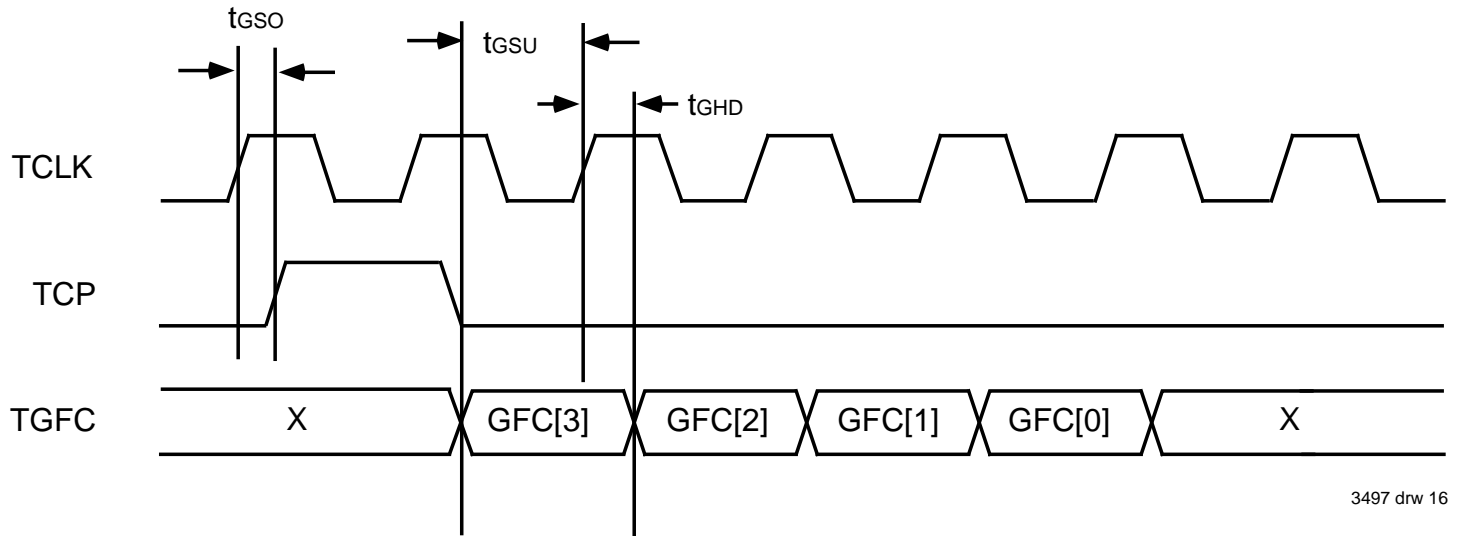 tGSO
tGSU
tGHD
TCLK
TCP
TGFC X GFC[3] GFC[2] GFC[1] GFC[0] X
3497 drw 16